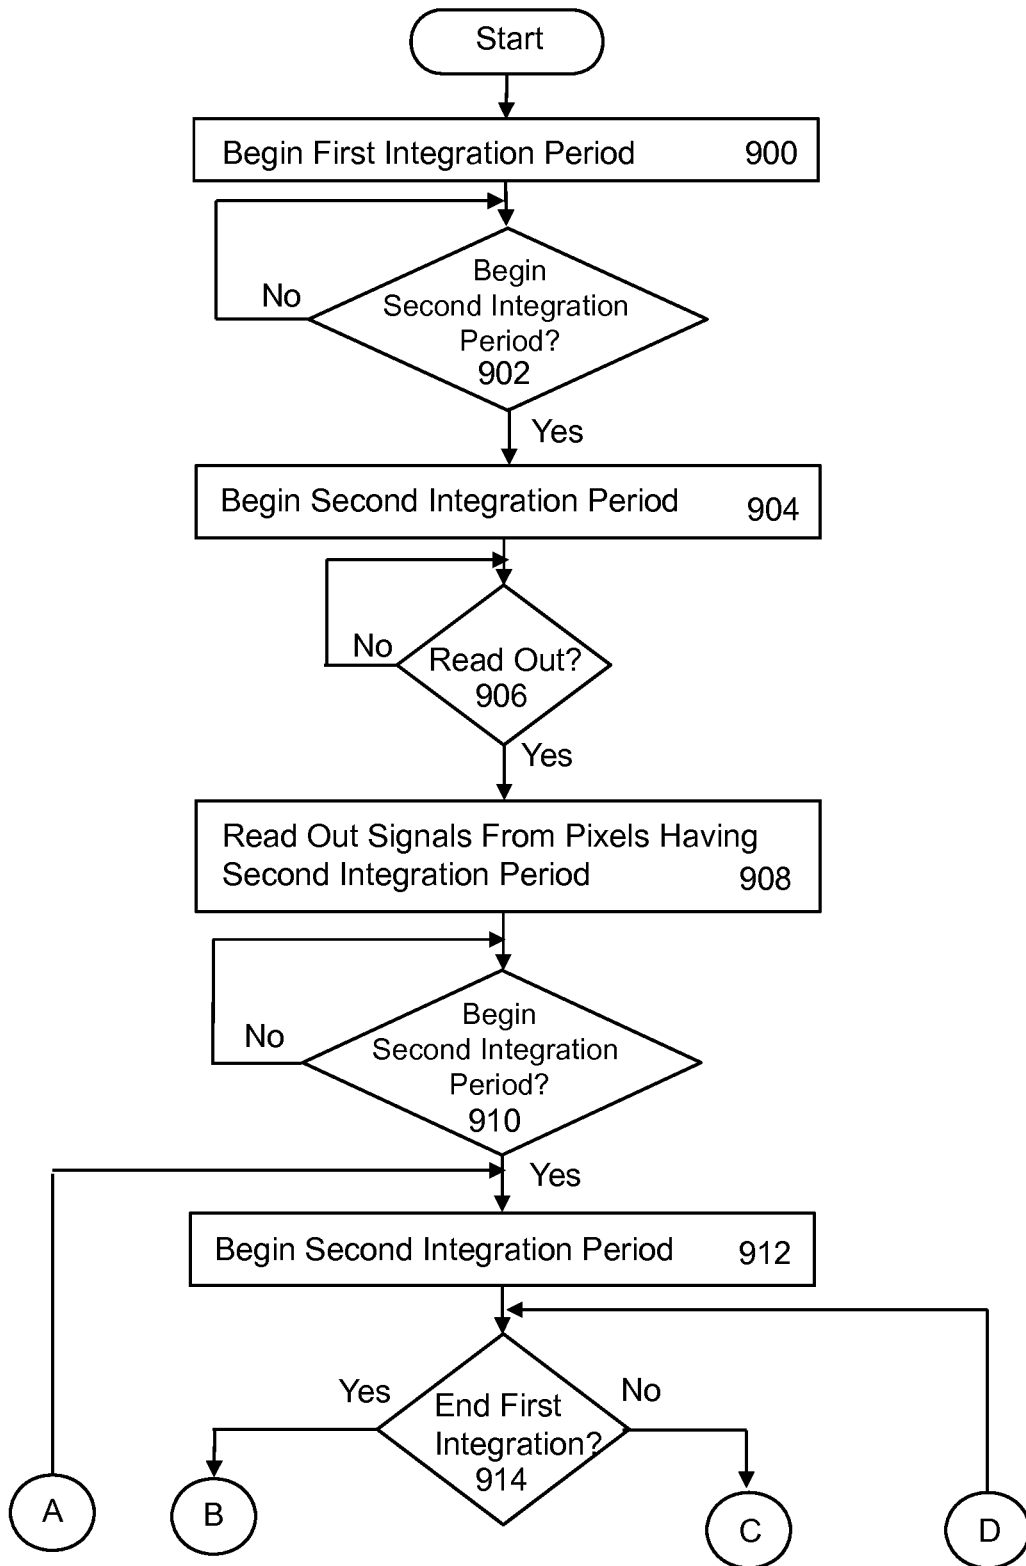 Start
Begin First Integration Period 900
Begin
Second Integration
Period?
902
No
Yes
Begin Second Integration Period 904
No
Read Out?
906
Yes
Read Out Signals From Pixels Having
Second Integration Period 908
Begin
Second Integration
Period?
910
No
Yes
Begin Second Integration Period 912
Yes
No
End First
Integration?
914
A
B
C
D